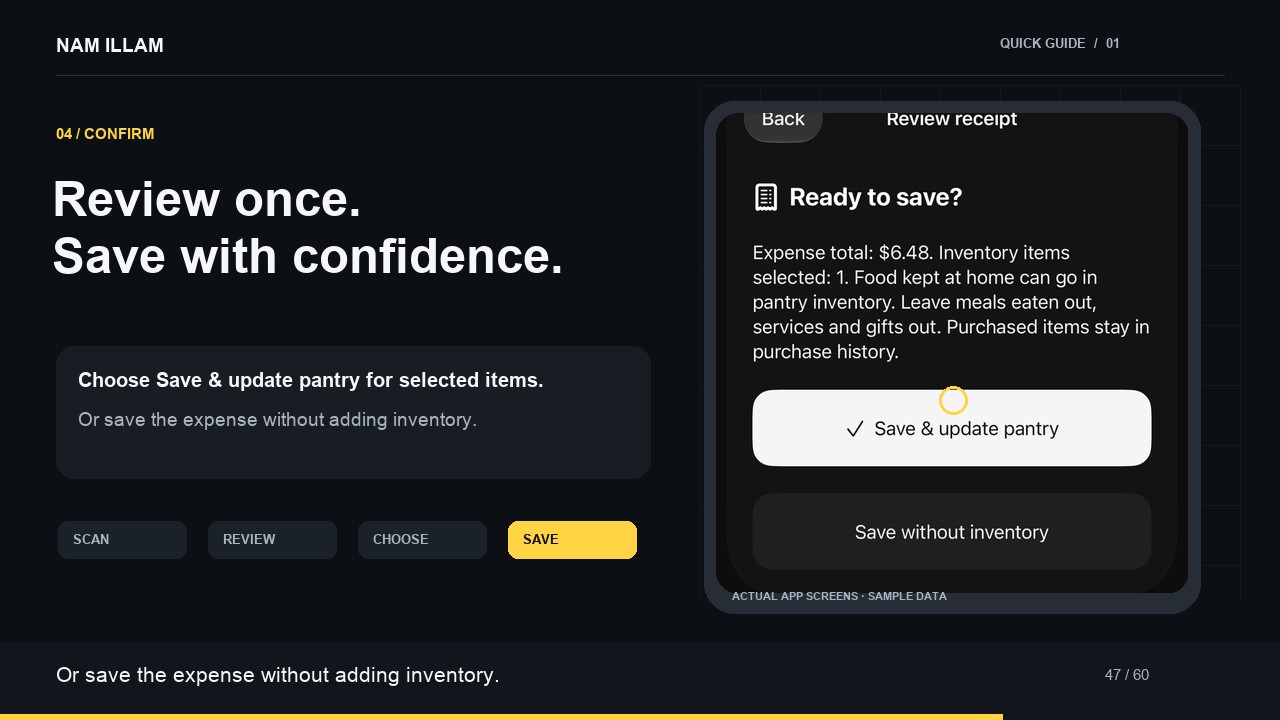 NAM ILLAM
QUICK GUIDE / 01
04 / CONFIRM
Review once.
Save with confidence.
Choose Save & update pantry for selected items.
Or save the expense without adding inventory.
SCAN
REVIEW
CHOOSE
SAVE
Back
Review receipt
Ready to save?
Expense total: $6.48. Inventory items
selected: 1. Food kept at home can go in
pantry inventory. Leave meals eaten out,
services and gifts out. Purchased items stay in
purchase history.
Save & update pantry
Save without inventory
ACTUAL APP SCREENS · SAMPLE DATA
Or save the expense without adding inventory.
47 / 60